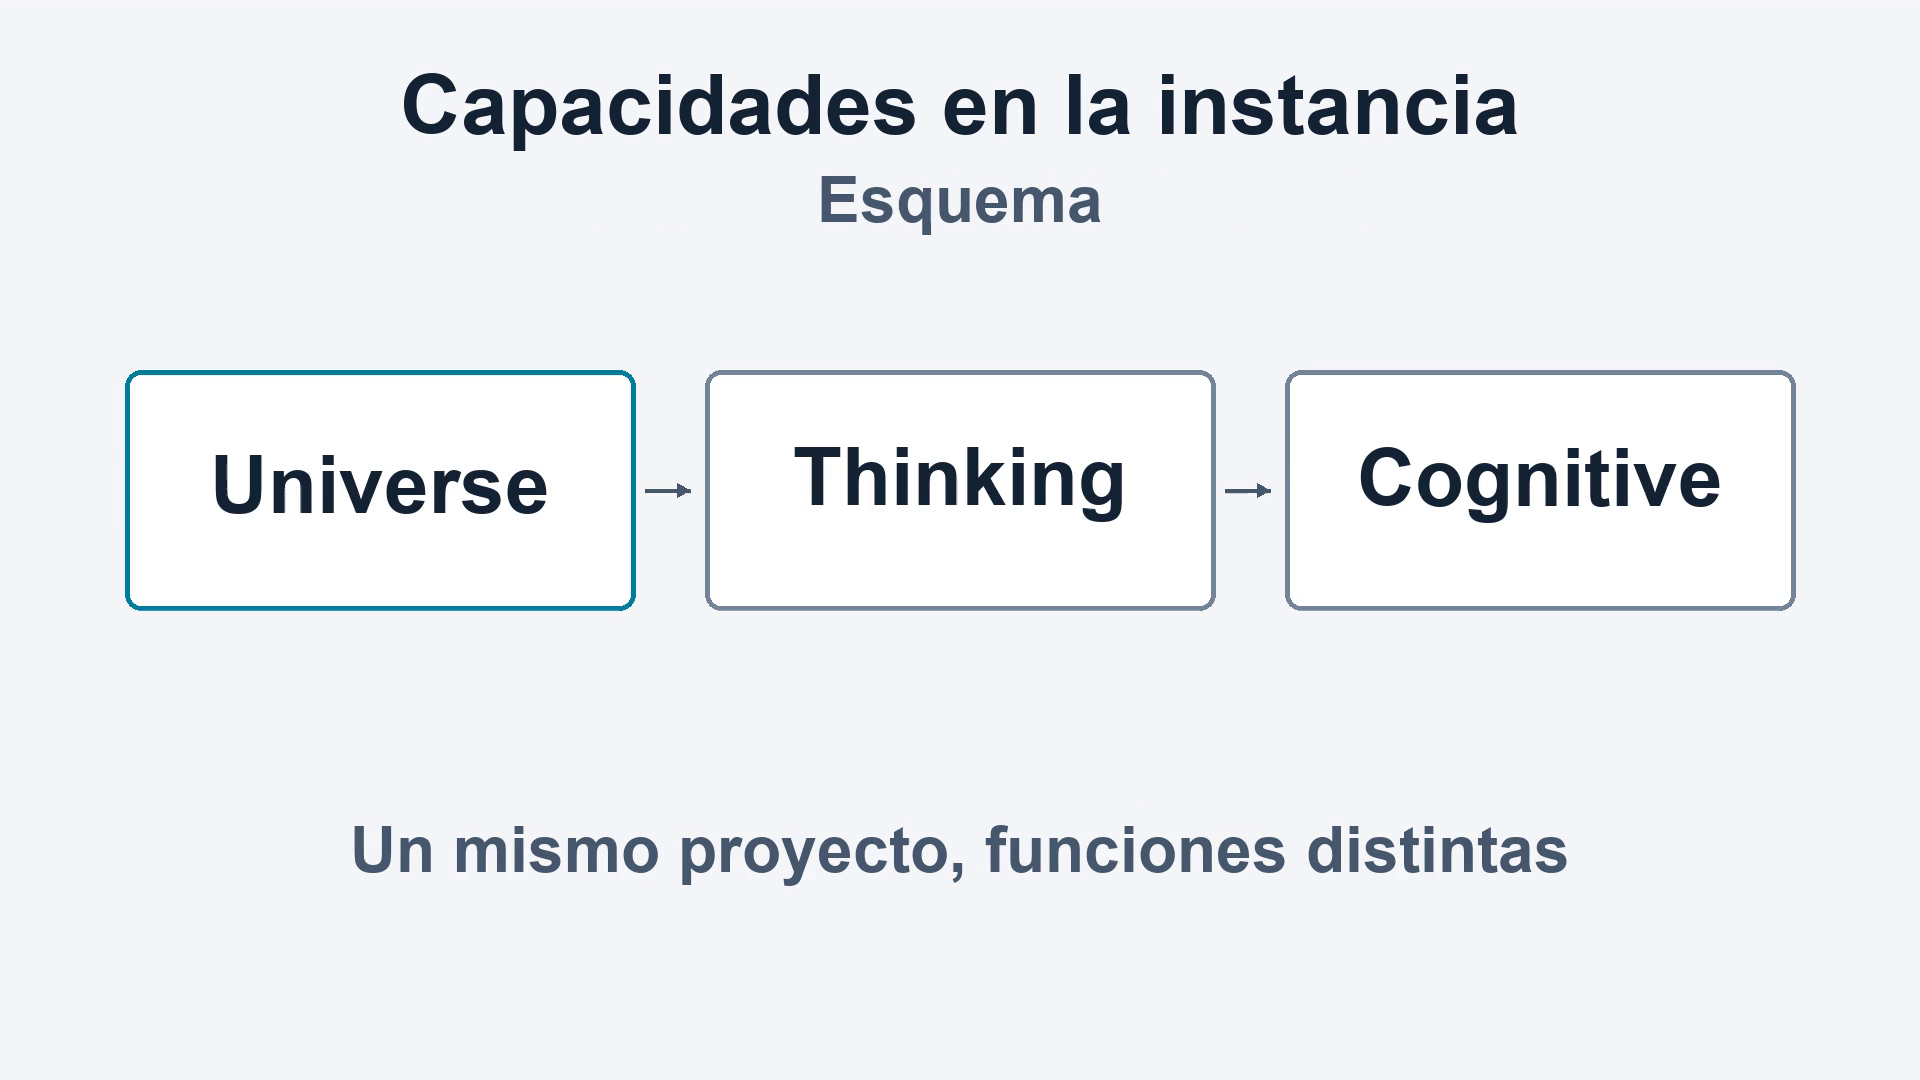 Capacidades en la instancia
Esquema
Universe
Thinking
Cognitive
Un mismo proyecto, funciones distintas